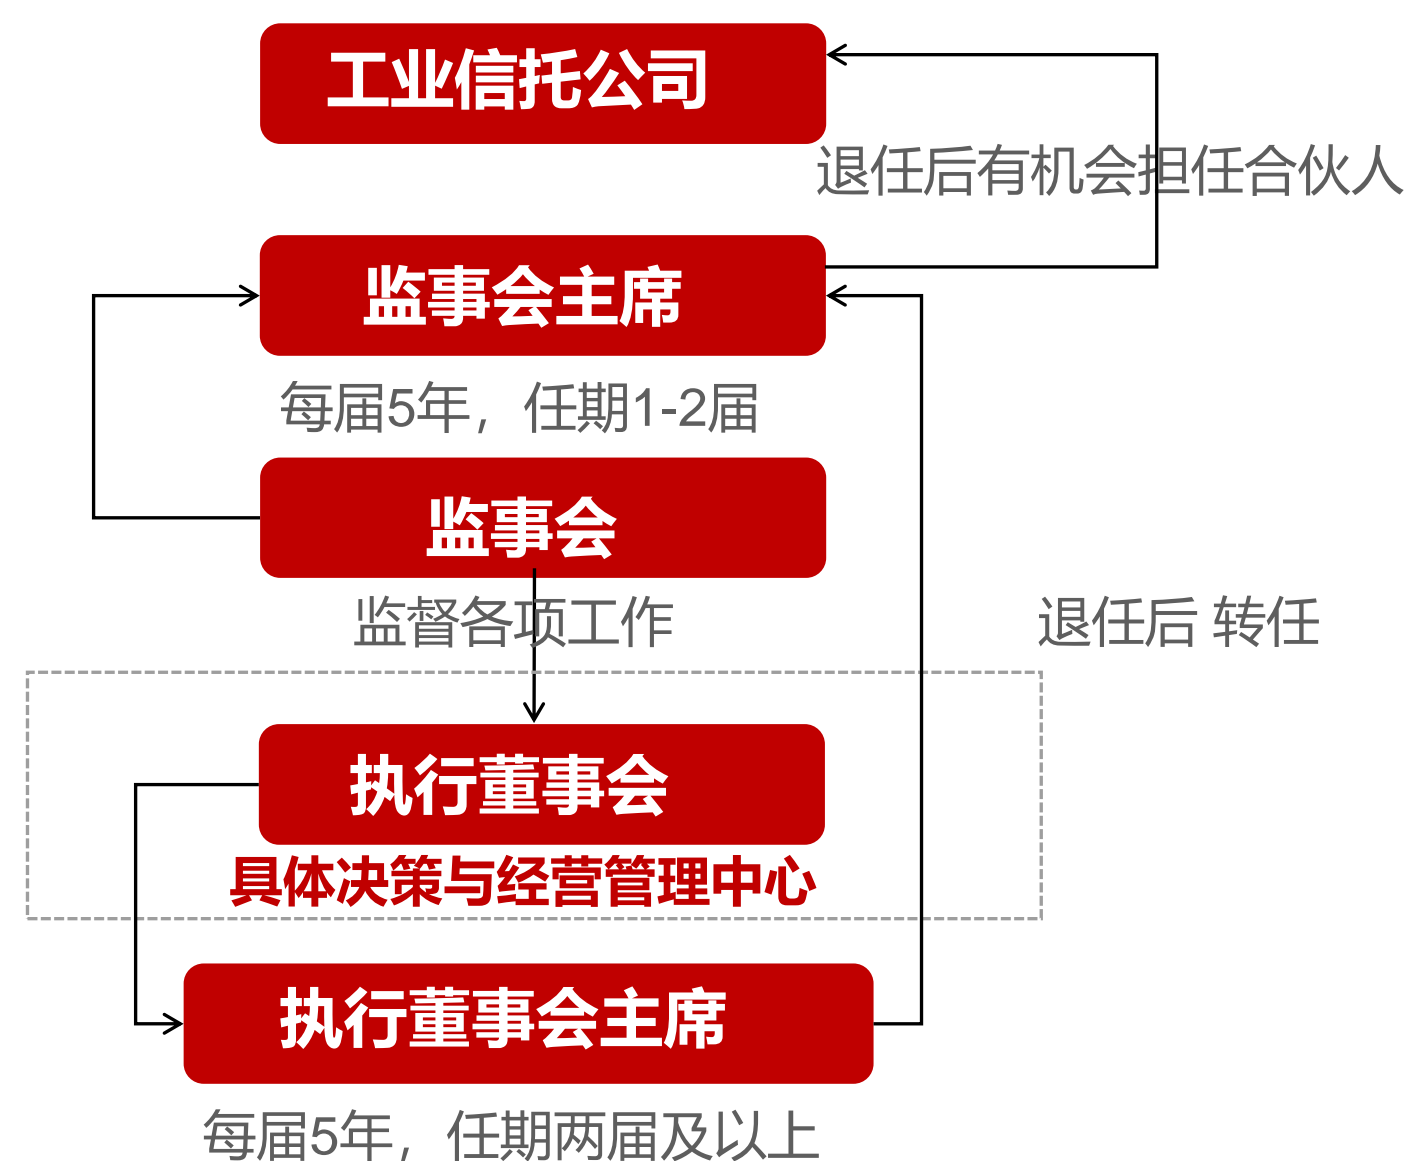 工业信托公司
退任后有机会担任合伙人
监事会主席
每届5年，任期1-2届
监事会
监督各项工作
退任后 转任
执行董事会
具体决策与经营管理中心
执行董事会主席
每届5年，任期两届及以上